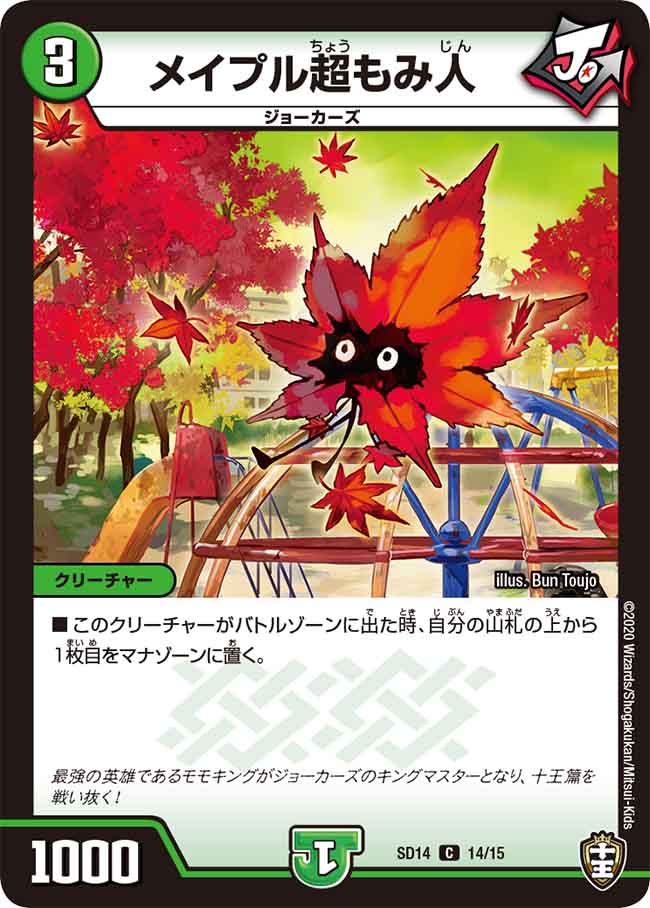 3
メイプル超もみ人
ちょう じん
ジョーカーズ
JO
クリーチャー
illus. Bun Toujo
■このクリーチャーがバトルゾーンに出た時、自分の山札の上から
1枚目をマナゾーンに置く。
最強の英雄であるモモキングがジョーカーズのキングマスターとなり、十王篇を
戦い抜く!
©2020 Wizards/Shogakukan/Mitsui-Kids
1000
J
SD14 C 14/15
十王